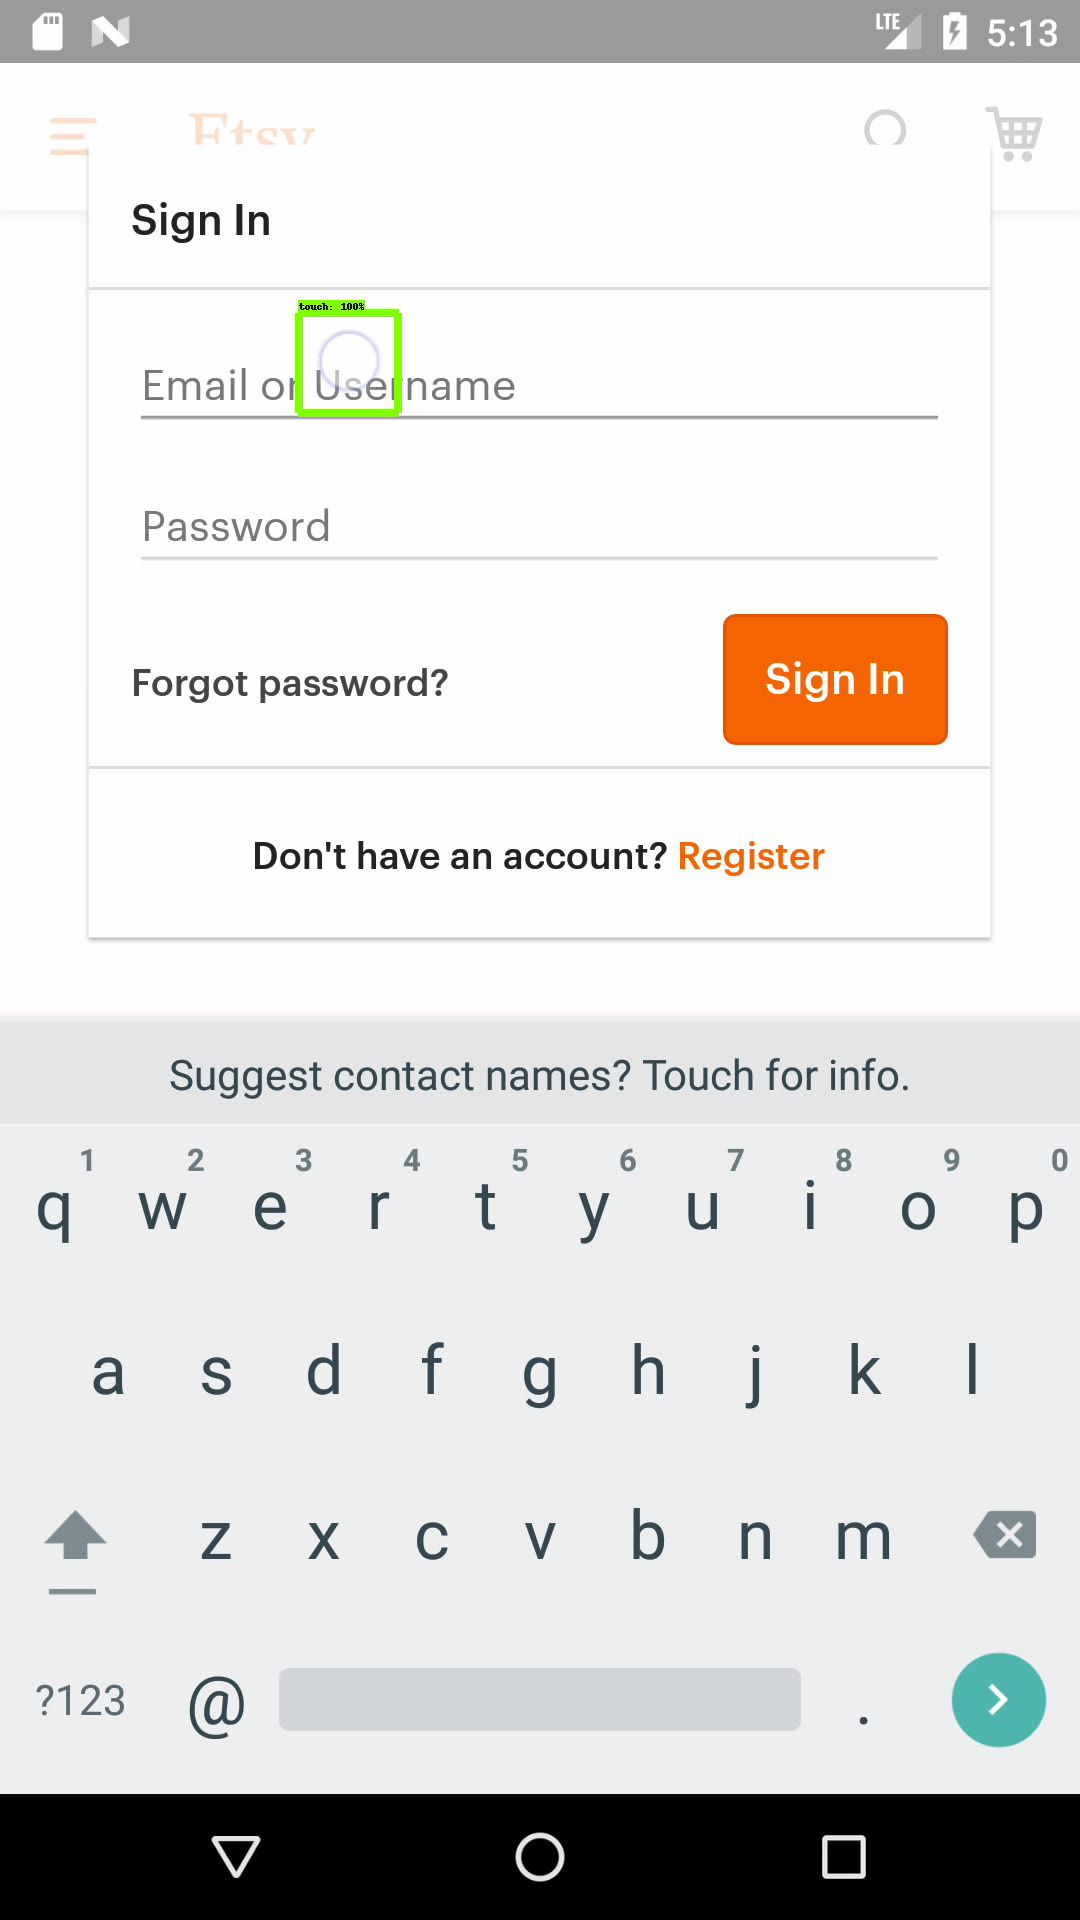 LTE 5:13
Etsy
Sign In
touch: 100%
Email or Username
Password
Forgot password?
Sign In
Don't have an account? Register
Suggest contact names? Touch for info.
1 2 3 4 5 6 7 8 9 0
q w e r t y u i o p
a s d f g h j k l
z x c v b n m
?123 @ .